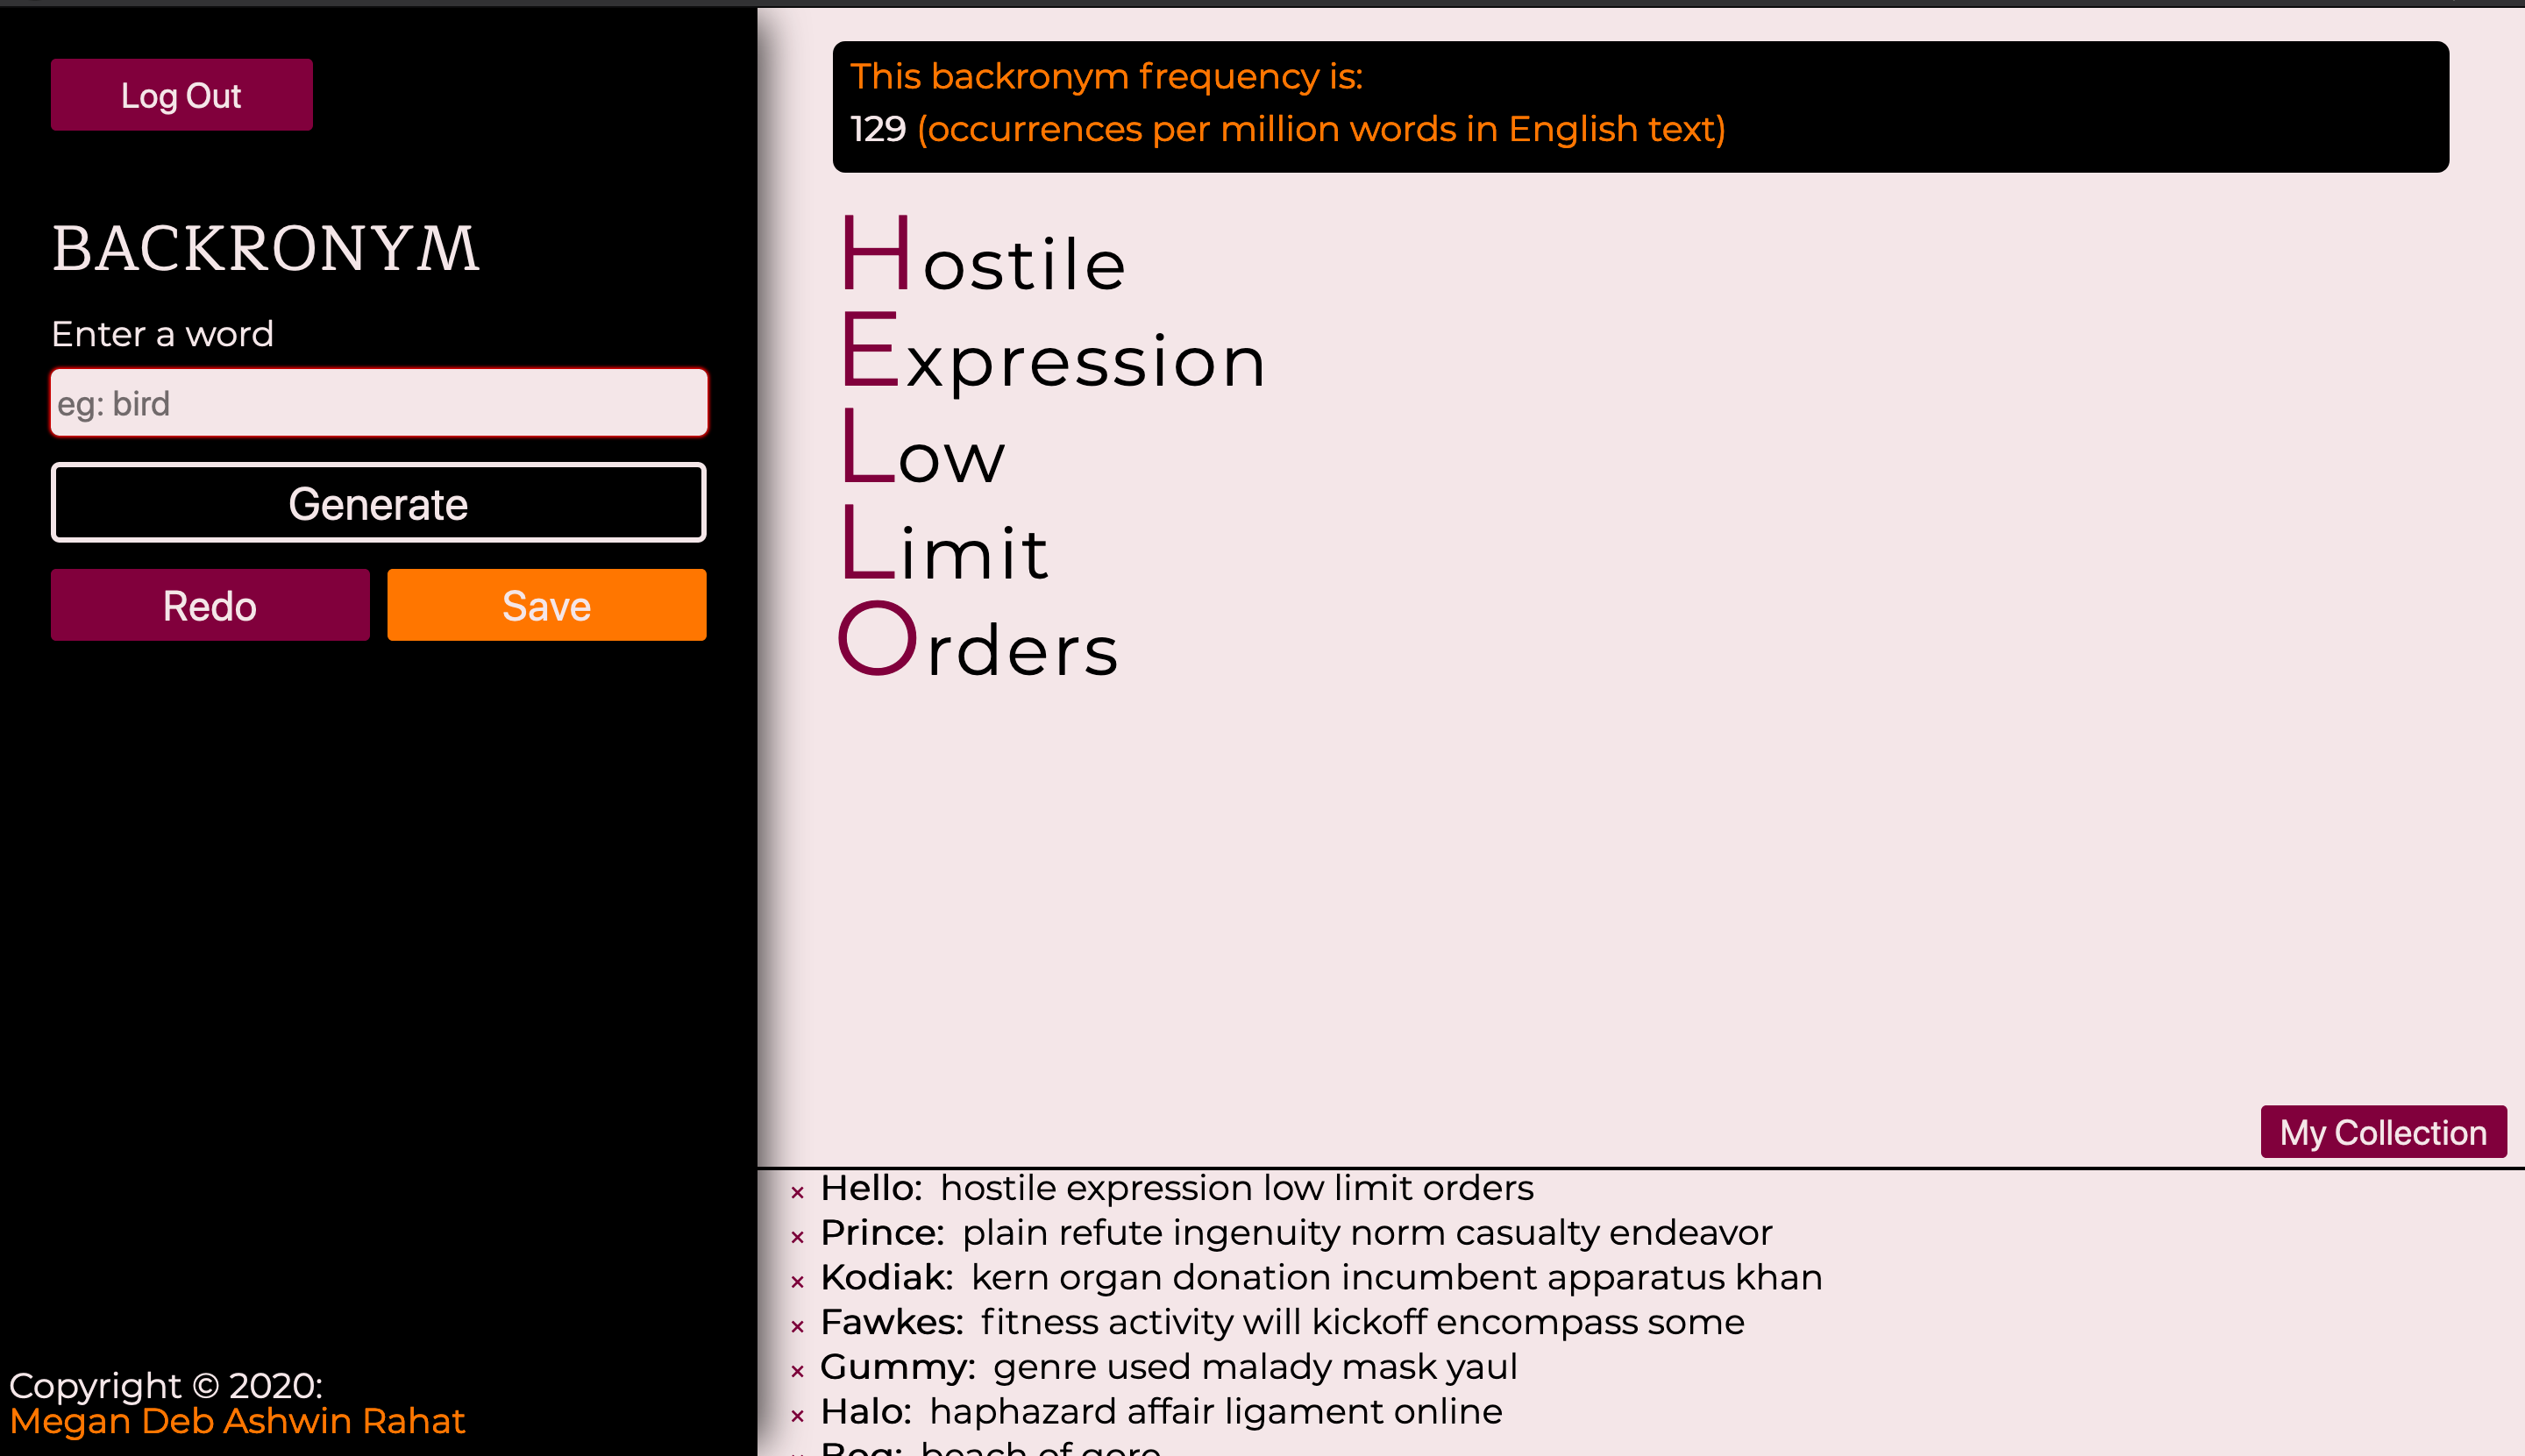 Log Out
BACKRONYM
Enter a word
eg: bird
Generate
Redo
Save
Copyright © 2020:
Megan Deb Ashwin Rahat
This backronym frequency is:
129 (occurrences per million words in English text)
Hostile
Expression
Low
Limit
Orders
My Collection
× Hello: hostile expression low limit orders
× Prince: plain refute ingenuity norm casualty endeavor
× Kodiak: kern organ donation incumbent apparatus khan
× Fawkes: fitness activity will kickoff encompass some
× Gummy: genre used malady mask yaul
× Halo: haphazard affair ligament online
beach of